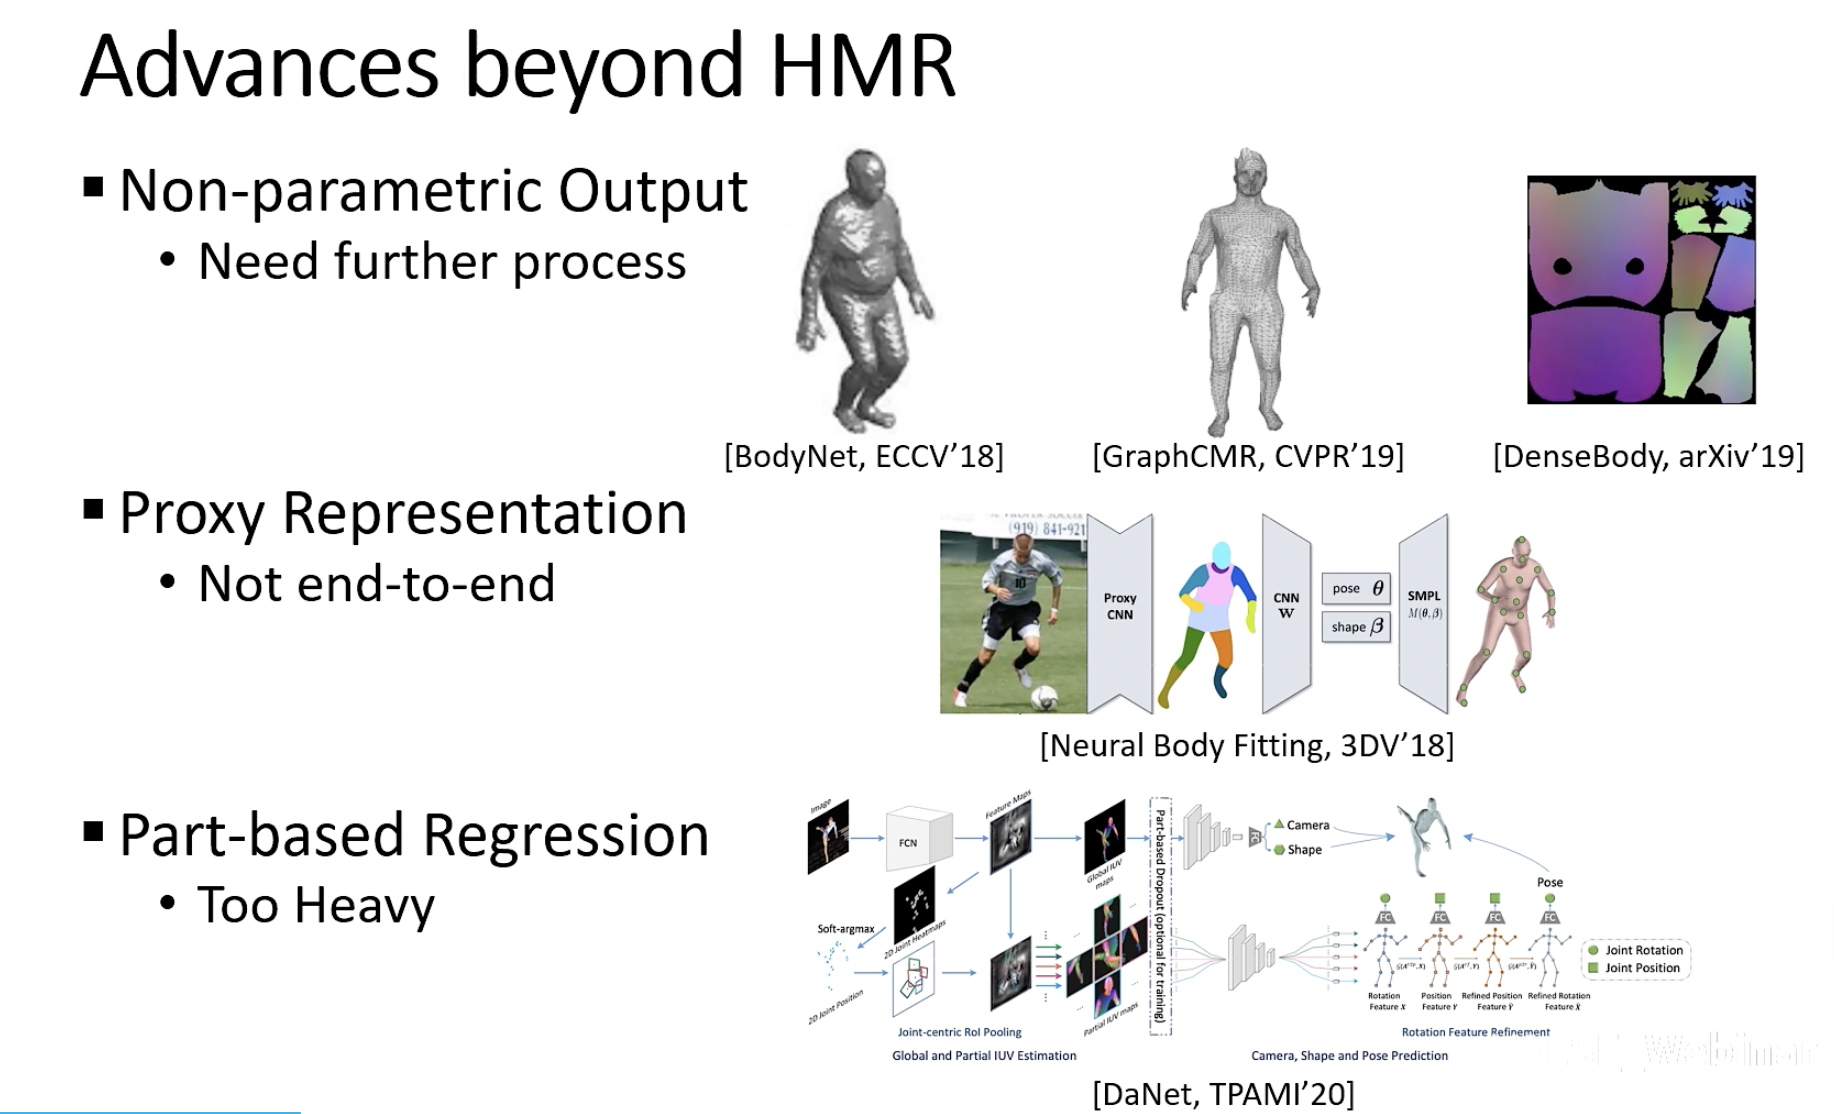 Advances beyond HMR
▪ Non-parametric Output
• Need further process
[BodyNet, ECCV'18]
[GraphCMR, CVPR'19]
[DenseBody, arXiv'19]
▪ Proxy Representation
• Not end-to-end
(919) 841-921
10
Proxy
CNN
CNN
W
pose θ
shape β
SMPL
M(θ, β)
[Neural Body Fitting, 3DV'18]
▪ Part-based Regression
• Too Heavy
Image
FCN
Feature Maps
Global IUV
maps
Part-based Dropout (optional for training)
FC
Camera
Shape
Pose
Soft-argmax
2D Joint Heatmaps
2D Joint Position
Partial IUV maps
FC
FC
FC
FC
Joint Rotation
Joint Position
Rotation
Feature X
Position
Feature Y
Refined Position
Feature Ŷ
Refined Rotation
Feature X̂
Joint-centric RoI Pooling
Rotation Feature Refinement
Global and Partial IUV Estimation
Camera, Shape and Pose Prediction
Webinar
[DaNet, TPAMI'20]